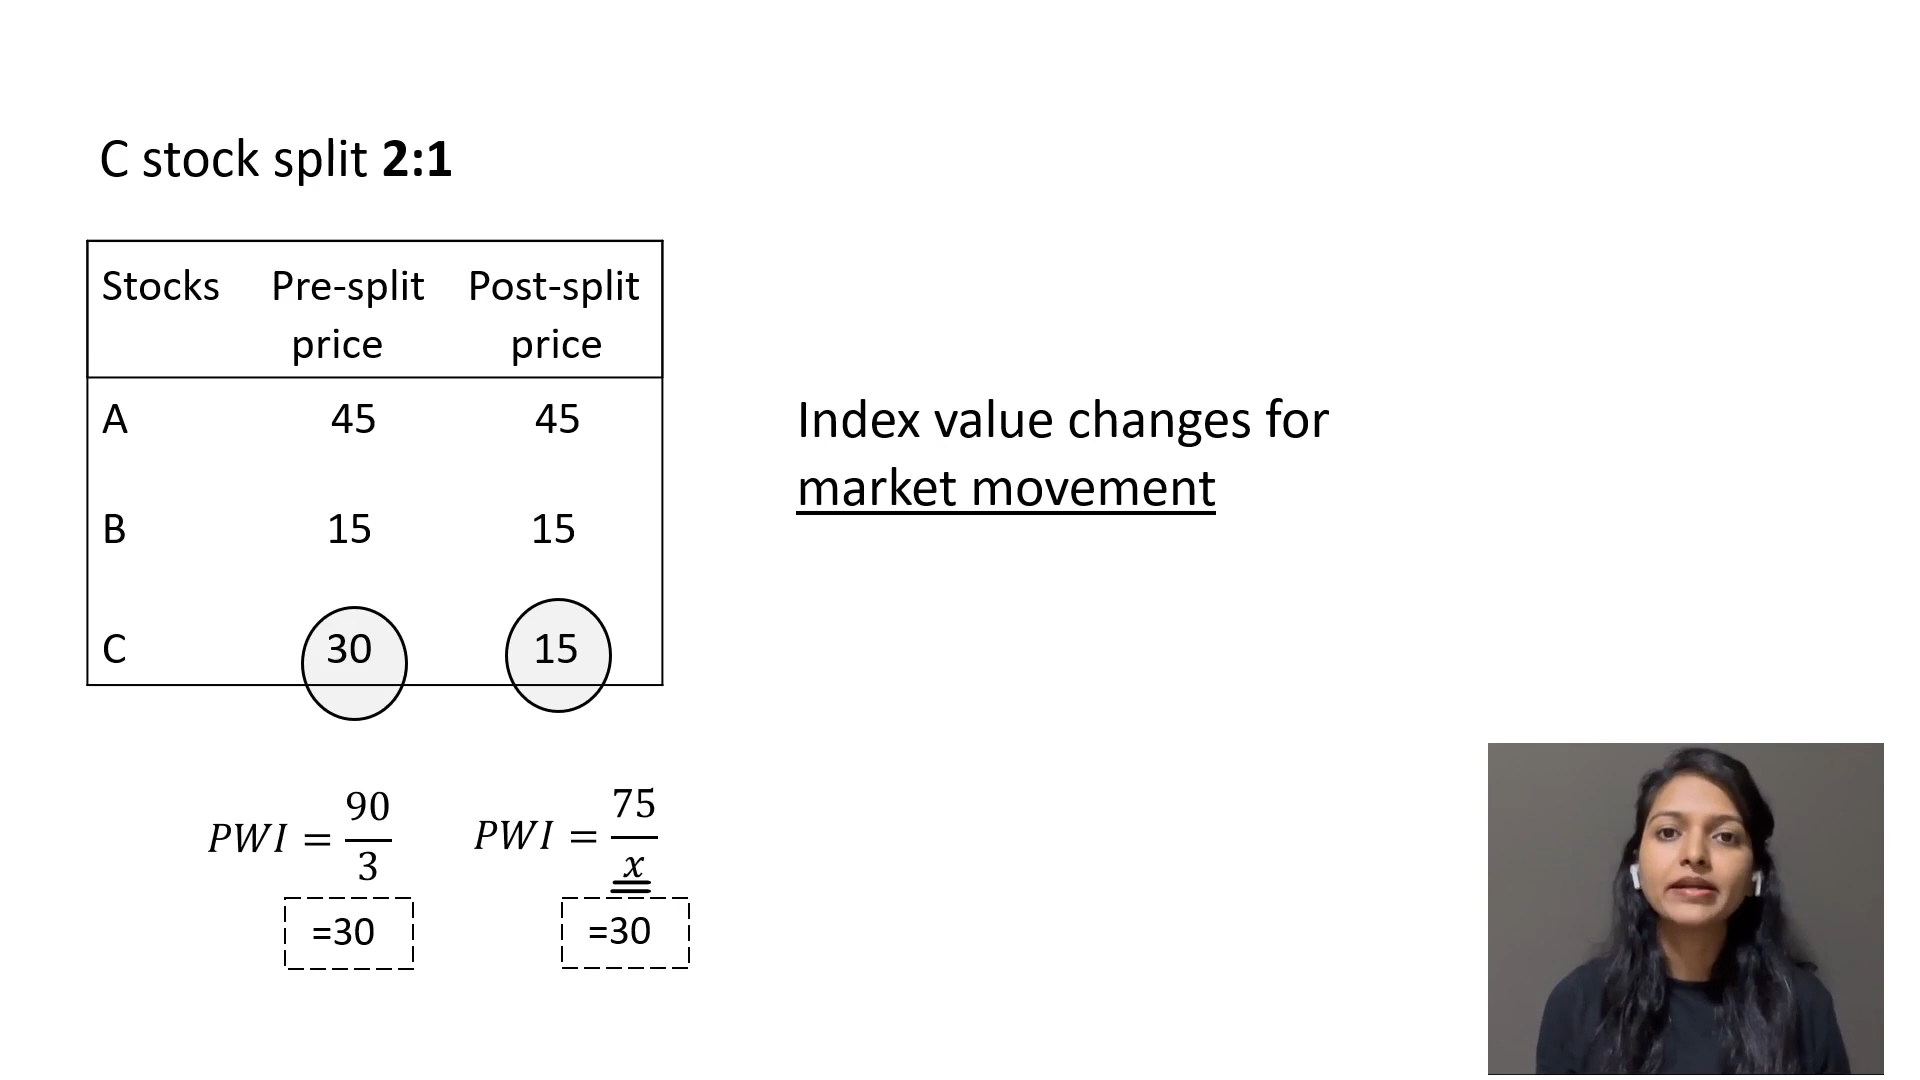 C stock split 2:1
Stocks Pre-split price Post-split price
A 45 45
B 15 15
C 30 15
PWI = 90/3 =30
PWI = 75/x =30
Index value changes for
market movement